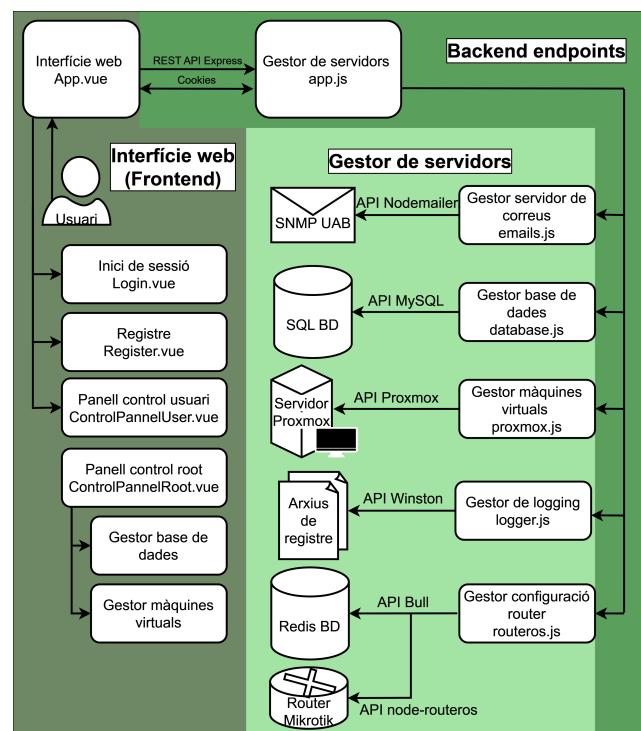 Interfície web
App.vue
REST API Express
Cookies
Gestor de servidors
app.js
Backend endpoints
Interfície web
(Frontend)
Usuari
Inici de sessió
Login.vue
Registre
Register.vue
Panell control usuari
ControlPannelUser.vue
Panell control root
ControlPannelRoot.vue
Gestor base de
dades
Gestor màquines
virtuals
Gestor de servidors
SNMP UAB
API Nodemailer
Gestor servidor de
correus
emails.js
SQL BD
API MySQL
Gestor base de
dades
database.js
Servidor
Proxmox
API Proxmox
Gestor màquines
virtuals
proxmox.js
Arxius
de
registre
API Winston
Gestor de logging
logger.js
Redis BD
API Bull
Gestor configuració
router
routeros.js
Router
Mikrotik
API node-routeros